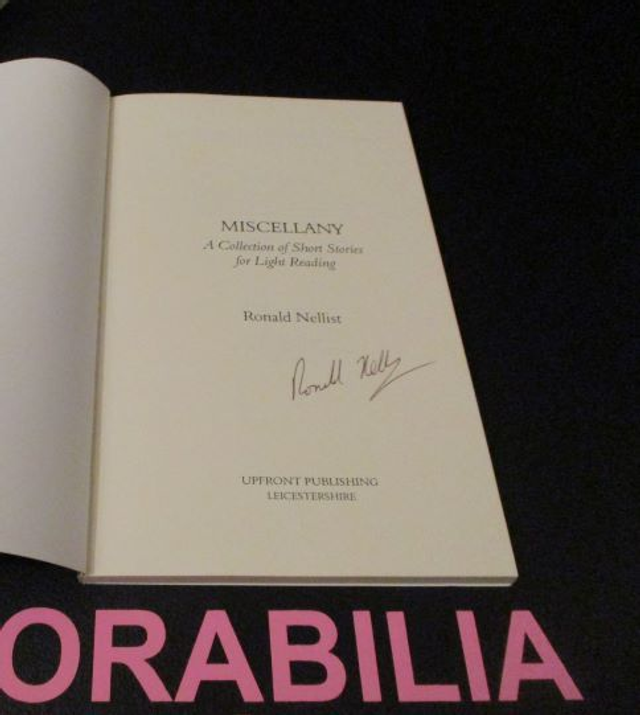 MISCELLANY
A Collection of Short Stories
for Light Reading
Ronald Nellist
Ronald Nellist
UPFRONT PUBLISHING
LEICESTERSHIRE
ORABILIA